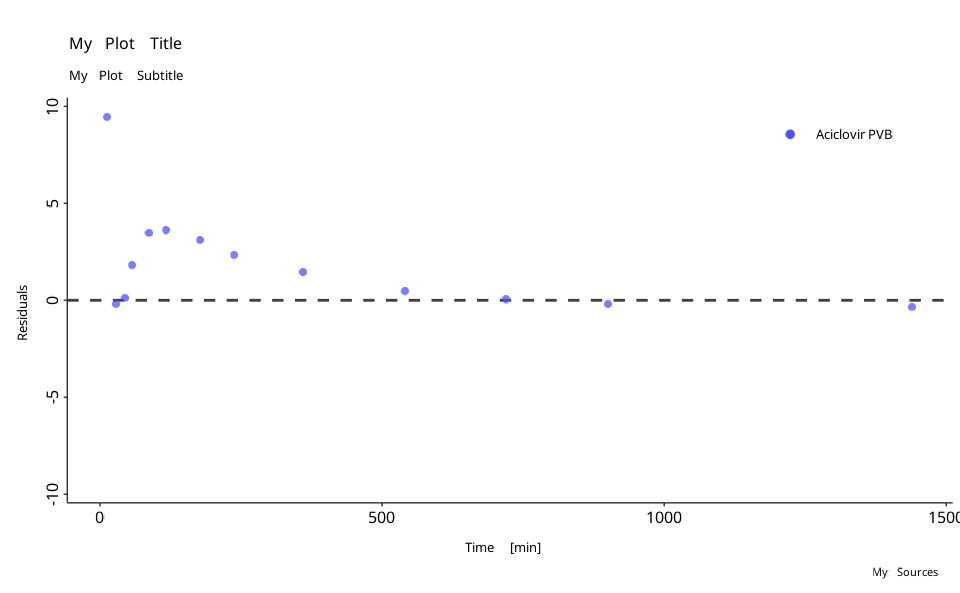 My Plot Title
My Plot Subtitle
10
5
0
-5
-10
Residuals
Aciclovir PVB
0
500
1000
1500
Time [min]
My Sources